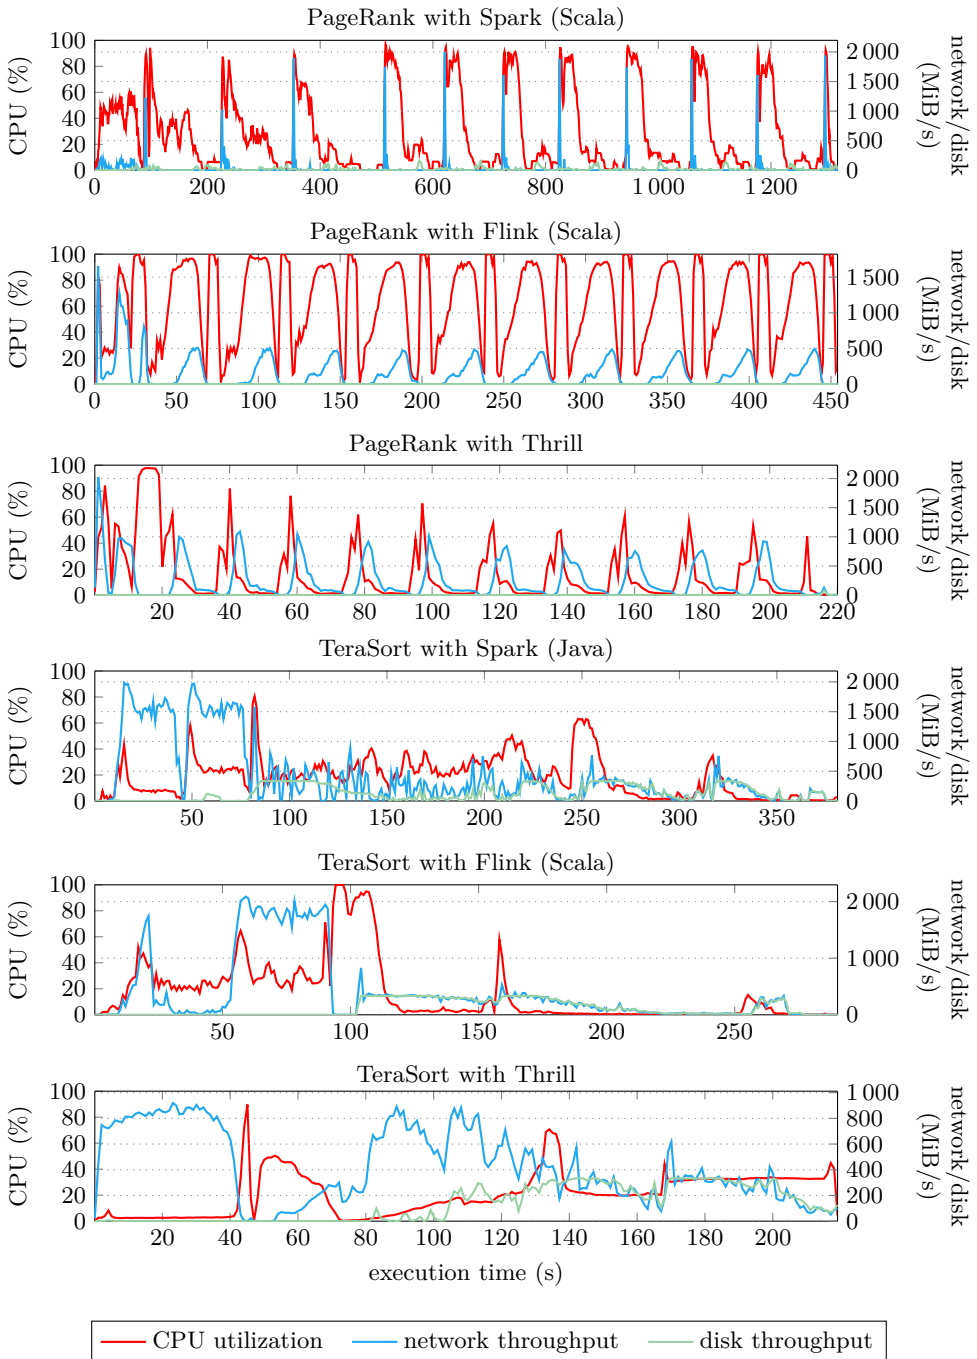 PageRank with Spark (Scala)
100
80
60
40
20
0
CPU (%)
2 000
1 500
1 000
500
0
network/disk
(MiB/s)
0 200 400 600 800 1 000 1 200
PageRank with Flink (Scala)
100
80
60
40
20
0
CPU (%)
1 500
1 000
500
0
network/disk
(MiB/s)
0 50 100 150 200 250 300 350 400 450
PageRank with Thrill
100
80
60
40
20
0
CPU (%)
2 000
1 500
1 000
500
0
network/disk
(MiB/s)
20 40 60 80 100 120 140 160 180 200 220
TeraSort with Spark (Java)
100
80
60
40
20
0
CPU (%)
2 000
1 500
1 000
500
0
network/disk
(MiB/s)
50 100 150 200 250 300 350
TeraSort with Flink (Scala)
100
80
60
40
20
0
CPU (%)
2 000
1 000
0
network/disk
(MiB/s)
50 100 150 200 250
TeraSort with Thrill
100
80
60
40
20
0
CPU (%)
1 000
800
600
400
200
0
network/disk
(MiB/s)
20 40 60 80 100 120 140 160 180 200
execution time (s)
CPU utilization network throughput disk throughput